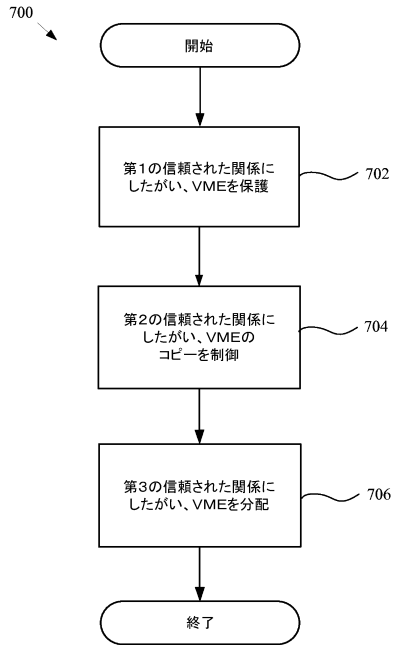 700
開始
第１の信頼された関係に
したがい、ＶＭＥを保護
702
第２の信頼された関係に
したがい、ＶＭＥの
コピーを制御
704
第３の信頼された関係に
したがい、ＶＭＥを分配
706
終了